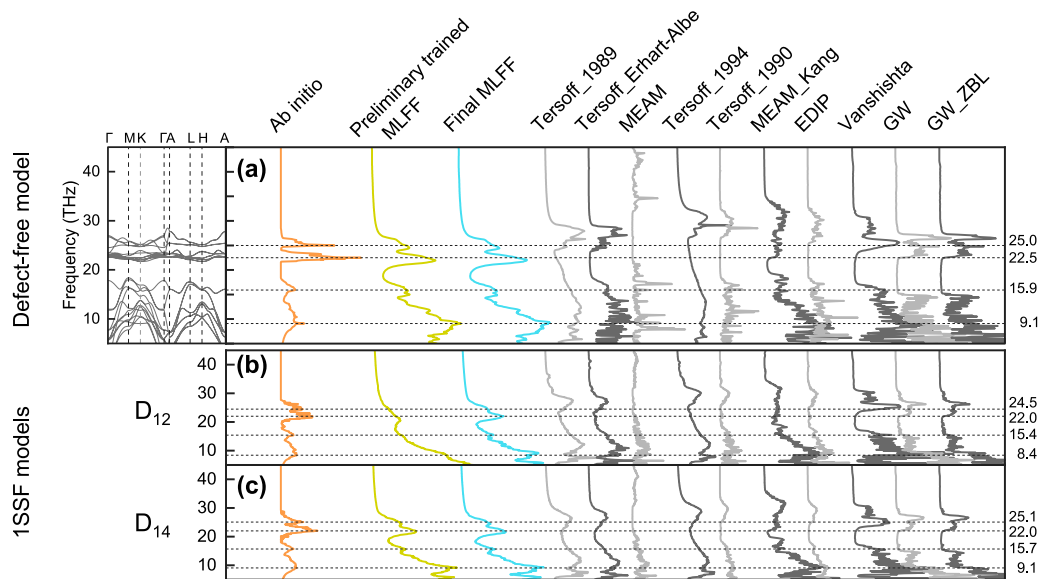 Ab initio
Preliminary trained
MLFF
Final MLFF
Tersoff_1989
Tersoff_Erhart-Albe
MEAM
Tersoff_1994
Tersoff_1990
MEAM_Kang
EDIP
Vanshishta
GW
GW_ZBL
Γ M K Γ A L H A
Defect-free model
Frequency (THz)
40
30
20
10
(a)
25.0
22.5
15.9
9.1
1SSF models
D12
40
30
20
10
(b)
24.5
22.0
15.4
8.4
D14
40
30
20
10
(c)
25.1
22.0
15.7
9.1